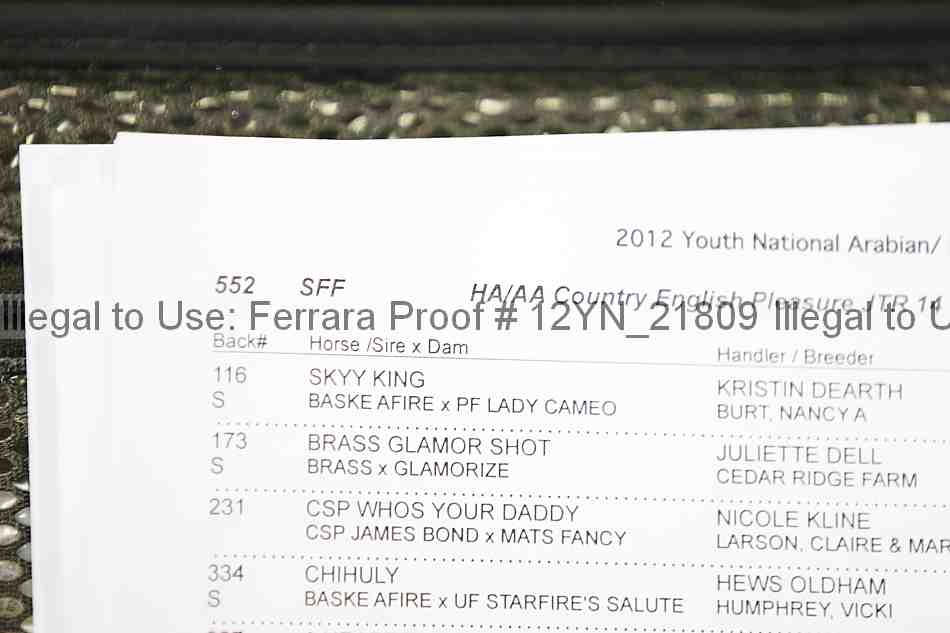 2012 Youth National Arabian/
552 SFF HA/AA Country English Pleasure JTR 14
Illegal to Use: Ferrara Proof # 12YN_21809 Illegal to U
Back# Horse /Sire x Dam Handler / Breeder
116 SKYY KING KRISTIN DEARTH
S BASKE AFIRE x PF LADY CAMEO BURT, NANCY A
173 BRASS GLAMOR SHOT JULIETTE DELL
S BRASS x GLAMORIZE CEDAR RIDGE FARM
231 CSP WHOS YOUR DADDY NICOLE KLINE
CSP JAMES BOND x MATS FANCY LARSON, CLAIRE & MAR
334 CHIHULY HEWS OLDHAM
S BASKE AFIRE x UF STARFIRE'S SALUTE HUMPHREY, VICKI